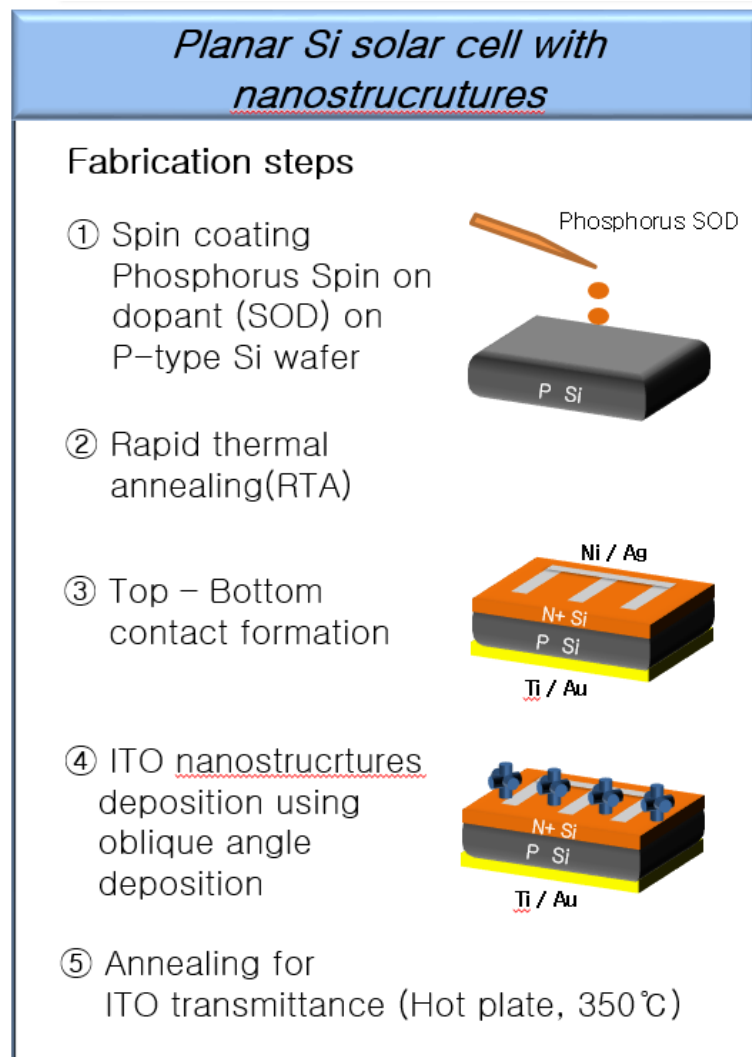 Planar Si solar cell with
nanostrucrutures
Fabrication steps
① Spin coating
Phosphorus Spin on
dopant (SOD) on
P-type Si wafer
Phosphorus SOD
P Si
② Rapid thermal
annealing(RTA)
③ Top - Bottom
contact formation
Ni / Ag
N+ Si
P Si
Ti / Au
④ ITO nanostrucrtures
deposition using
oblique angle
deposition
N+ Si
P Si
Ti / Au
⑤ Annealing for
ITO transmittance (Hot plate, 350℃)